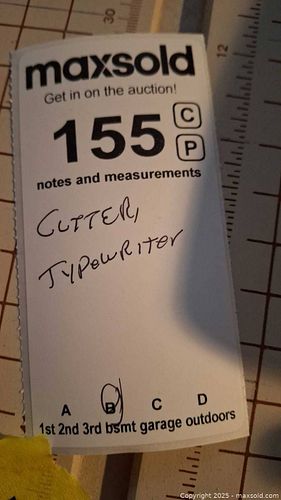 30
12
maxsold
Get in on the auction!
155 C
P
notes and measurements
CUTTER,
TYPEWRITER
A B C D
1st 2nd 3rd bsmt garage outdoors
Copyright © 2025 - maxsold.com